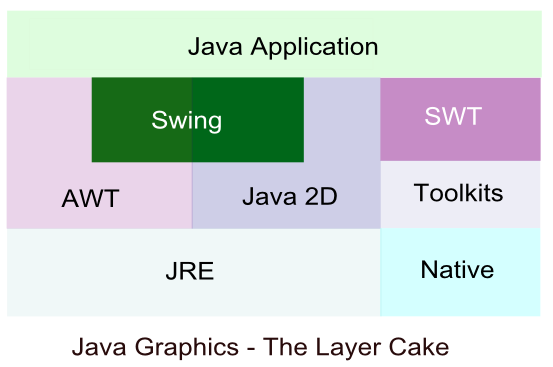 Java Application
Swing
SWT
AWT
Java 2D
Toolkits
JRE
Native
Java Graphics - The Layer Cake